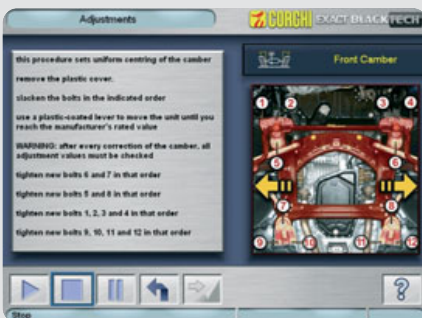 Adjustments
CORGHI EXACT BLACKTECH
this procedure sets uniform centring of the camber
remove the plastic cover.
slacken the bolts in the indicated order
use a plastic-coated lever to move the unit until you
reach the manufacturer's rated value
WARNING: after every correction of the camber, all
adjustment values must be checked
tighten new bolts 6 and 7 in that order
tighten new bolts 5 and 8 in that order
tighten new bolts 1, 2, 3 and 4 in that order
tighten new bolts 9, 10, 11 and 12 in that order
Front Camber
1 2 3 4
5 6
7 8
9 10 11 12
?
Stop